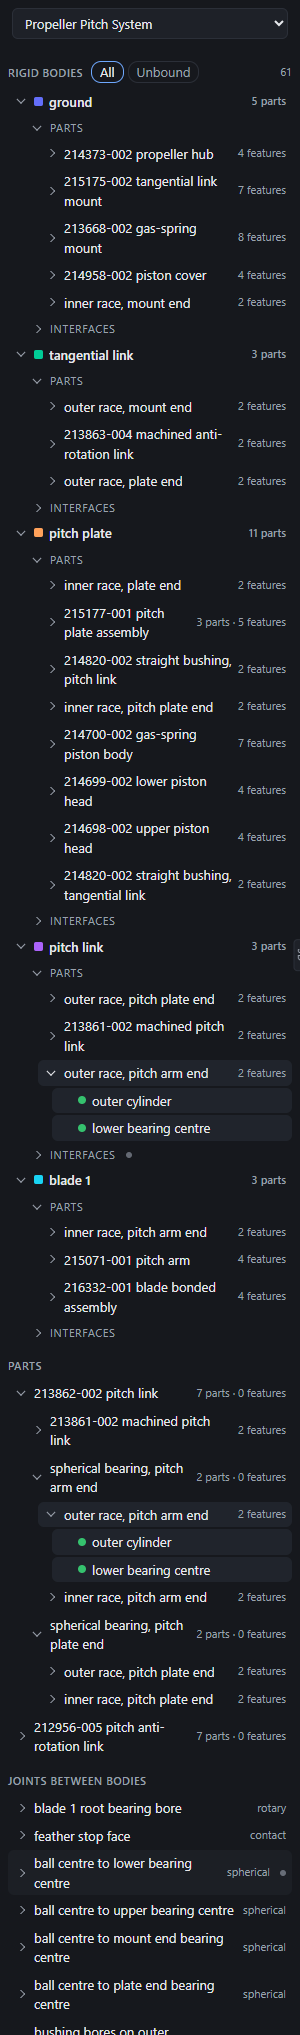 Propeller Pitch System
RIGID BODIES All Unbound 61
ground 5 parts
PARTS
214373-002 propeller hub 4 features
215175-002 tangential link
mount 7 features
213668-002 gas-spring
mount 8 features
214958-002 piston cover 4 features
inner race, mount end 2 features
INTERFACES
tangential link 3 parts
PARTS
outer race, mount end 2 features
213863-004 machined anti-
rotation link 2 features
outer race, plate end 2 features
INTERFACES
pitch plate 11 parts
PARTS
inner race, plate end 2 features
215177-001 pitch
plate assembly 3 parts · 5 features
214820-002 straight bushing,
pitch link 2 features
inner race, pitch plate end 2 features
214700-002 gas-spring
piston body 7 features
214699-002 lower piston
head 4 features
214698-002 upper piston
head 4 features
214820-002 straight bushing,
tangential link 2 features
INTERFACES
pitch link 3 parts
PARTS
outer race, pitch plate end 2 features
213861-002 machined pitch
link 2 features
outer race, pitch arm end 2 features
outer cylinder
lower bearing centre
INTERFACES
blade 1 3 parts
PARTS
inner race, pitch arm end 2 features
215071-001 pitch arm 4 features
216332-001 blade bonded
assembly 4 features
INTERFACES
PARTS
213862-002 pitch link 7 parts · 0 features
213861-002 machined pitch
link 2 features
spherical bearing, pitch
arm end 2 parts · 0 features
outer race, pitch arm end 2 features
outer cylinder
lower bearing centre
inner race, pitch arm end 2 features
spherical bearing, pitch
plate end 2 parts · 0 features
outer race, pitch plate end 2 features
inner race, pitch plate end 2 features
212956-005 pitch anti-
rotation link 7 parts · 0 features
JOINTS BETWEEN BODIES
blade 1 root bearing bore rotary
feather stop face contact
ball centre to lower bearing
centre spherical
ball centre to upper bearing centre spherical
ball centre to mount end bearing
centre spherical
ball centre to plate end bearing
centre spherical
bushing bores on outer